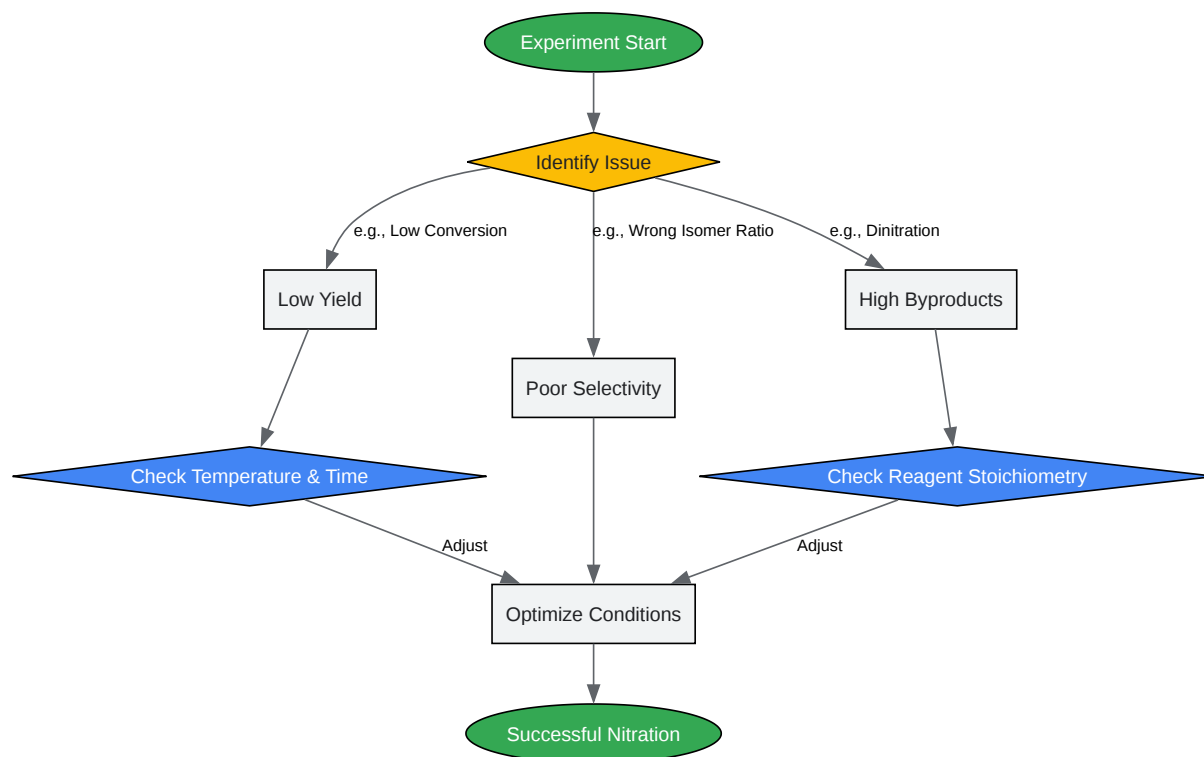 Experiment Start
Identify Issue
e.g., Low Conversion
e.g., Wrong Isomer Ratio
e.g., Dinitration
Low Yield
High Byproducts
Poor Selectivity
Check Temperature & Time
Check Reagent Stoichiometry
Adjust
Adjust
Optimize Conditions
Successful Nitration